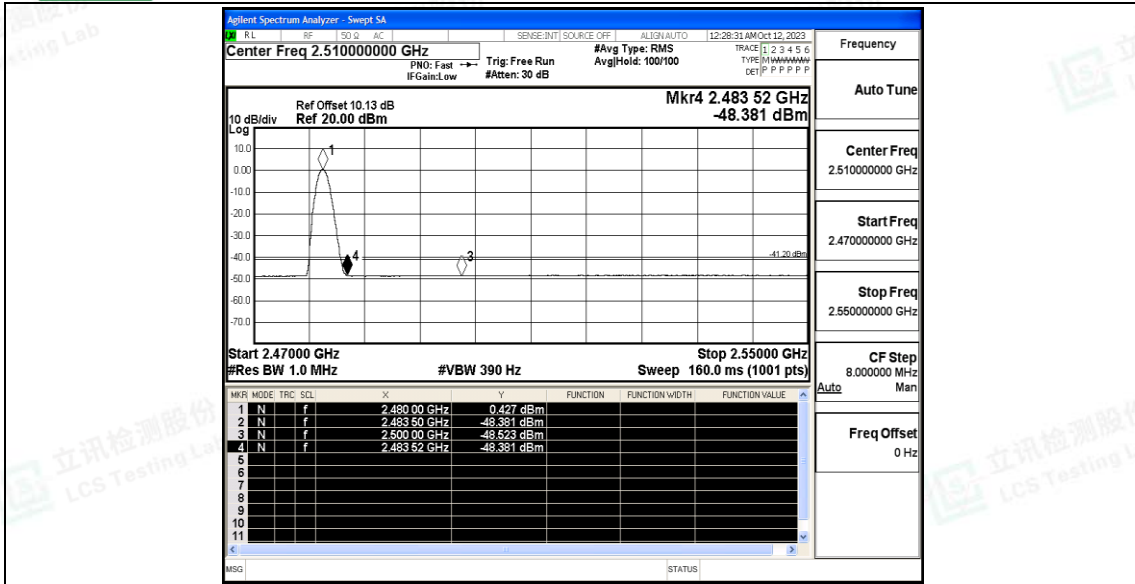 Agilent Spectrum Analyzer - Swept SA
RL RF 50 Ω AC SENSE:INT SOURCE OFF ALIGN AUTO 12:28:31 AM Oct 12, 2023
Center Freq 2.510000000 GHz
PNO: Fast
IFGain:Low
Trig: Free Run
#Atten: 30 dB
#Avg Type: RMS
Avg|Hold: 100/100
TRACE 1 2 3 4 5 6
TYPE M WWWWW
DET P P P P P P
Ref Offset 10.13 dB
10 dB/div Ref 20.00 dBm
Log
Mkr4 2.483 52 GHz
-48.381 dBm
10.0
0.00
-10.0
-20.0
-30.0
-40.0
-50.0
-60.0
-70.0
1
4
3
-41.20 dBm
Start 2.47000 GHz Stop 2.55000 GHz
#Res BW 1.0 MHz #VBW 390 Hz Sweep 160.0 ms (1001 pts)
MKR MODE TRC SCL X Y FUNCTION FUNCTION WIDTH FUNCTION VALUE
1 N f 2.480 00 GHz 0.427 dBm
2 N f 2.483 50 GHz -48.381 dBm
3 N f 2.500 00 GHz -48.523 dBm
4 N f 2.483 52 GHz -48.381 dBm
5
6
7
8
9
10
11
MSG STATUS
Frequency
Auto Tune
Center Freq
2.510000000 GHz
Start Freq
2.470000000 GHz
Stop Freq
2.550000000 GHz
CF Step
8.000000 MHz
Auto Man
Freq Offset
0 Hz
立讯检测股份
LCS Testing Lab
立讯检测股份
LCS Testing L